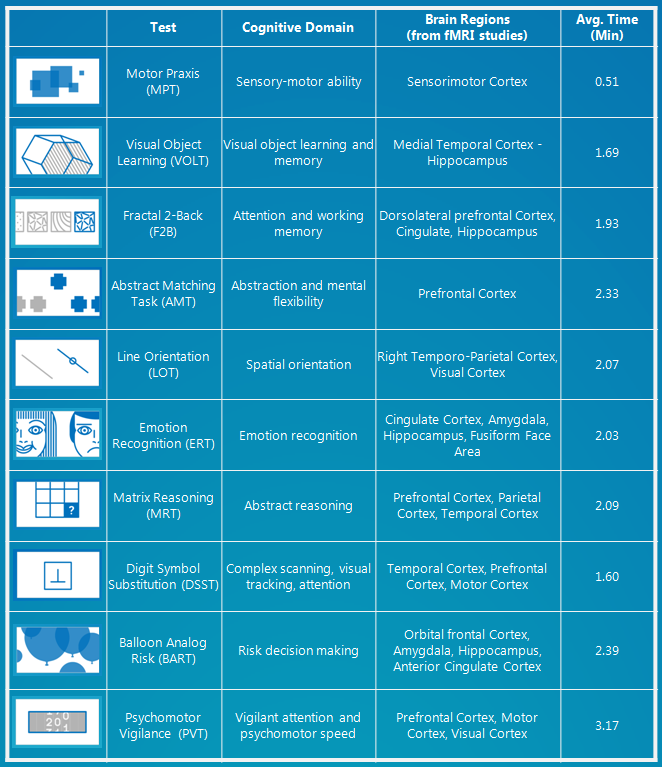 Test Cognitive Domain Brain Regions (from fMRI studies) Avg. Time (Min)
Motor Praxis
(MPT)
Sensory-motor ability
Sensorimotor Cortex
0.51
Visual Object
Learning (VOLT)
Visual object learning and
memory
Medial Temporal Cortex -
Hippocampus
1.69
Fractal 2-Back
(F2B)
Attention and working
memory
Dorsolateral prefrontal Cortex,
Cingulate, Hippocampus
1.93
Abstract Matching
Task (AMT)
Abstraction and mental
flexibility
Prefrontal Cortex
2.33
Line Orientation
(LOT)
Spatial orientation
Right Temporo-Parietal Cortex,
Visual Cortex
2.07
Emotion
Recognition (ERT)
Emotion recognition
Cingulate Cortex, Amygdala,
Hippocampus, Fusiform Face
Area
2.03
?
Matrix Reasoning
(MRT)
Abstract reasoning
Prefrontal Cortex, Parietal
Cortex, Temporal Cortex
2.09
Digit Symbol
Substitution (DSST)
Complex scanning, visual
tracking, attention
Temporal Cortex, Prefrontal
Cortex, Motor Cortex
1.60
Balloon Analog
Risk (BART)
Risk decision making
Orbital frontal Cortex,
Amygdala, Hippocampus,
Anterior Cingulate Cortex
2.39
201
Psychomotor
Vigilance (PVT)
Vigilant attention and
psychomotor speed
Prefrontal Cortex, Motor
Cortex, Visual Cortex
3.17